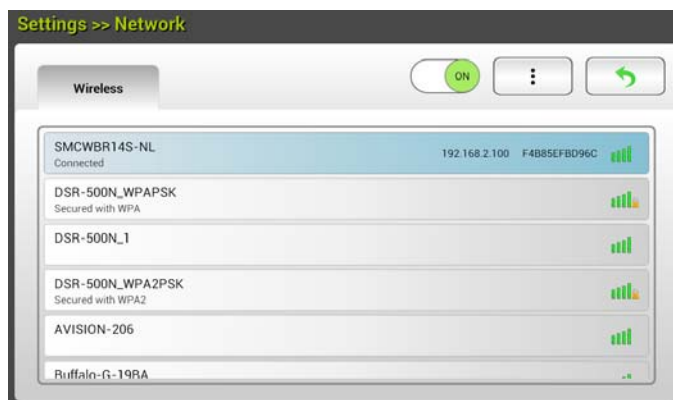 Settings >> Network
Wireless
ON
SMCWBR14S-NL
Connected
192.168.2.100 F4B85EFBD96C
DSR-500N_WPAPSK
Secured with WPA
DSR-500N_1
DSR-500N_WPA2PSK
Secured with WPA2
AVISION-206
Buffalo-G-19BA